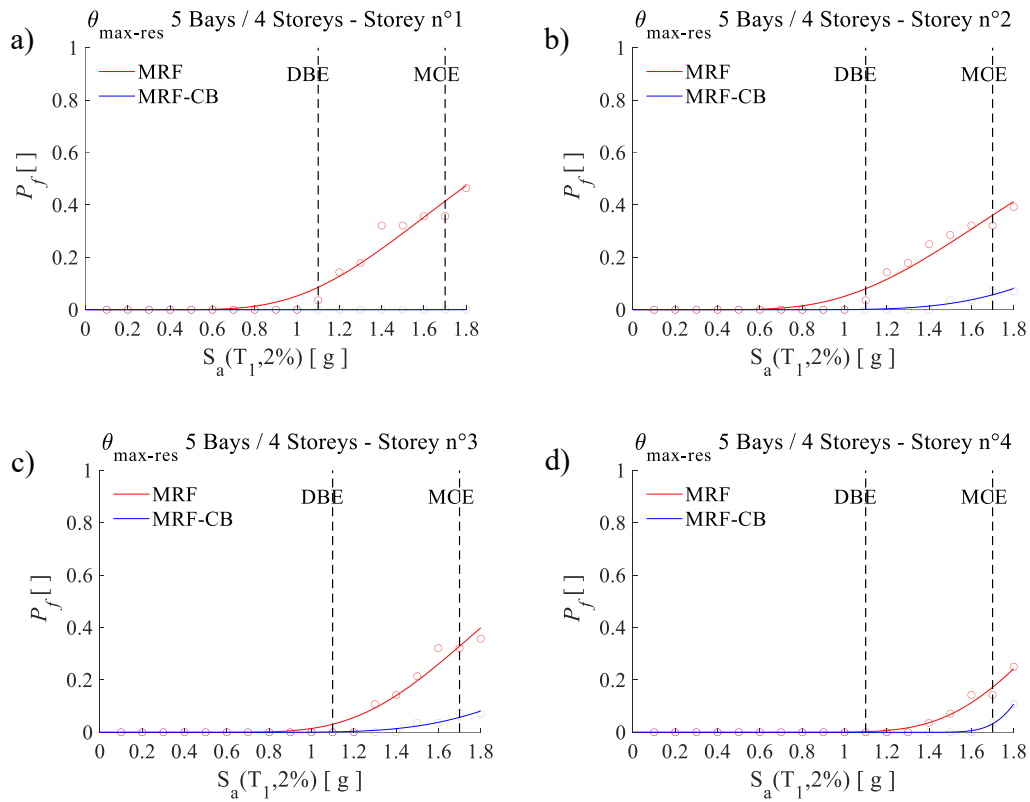 a)
θmax-res 5 Bays / 4 Storeys - Storey n°1
1
MRF
DBE
MCE
MRF-CB
0.8
0.6
0.4
0.2
0
Pf [ ]
0 0.2 0.4 0.6 0.8 1 1.2 1.4 1.6 1.8
Sa(T1,2%) [ g ]
b)
θmax-res 5 Bays / 4 Storeys - Storey n°2
1
MRF
DBE
MCE
MRF-CB
0.8
0.6
0.4
0.2
0
Pf [ ]
0 0.2 0.4 0.6 0.8 1 1.2 1.4 1.6 1.8
Sa(T1,2%) [ g ]
c)
θmax-res 5 Bays / 4 Storeys - Storey n°3
1
MRF
DBE
MCE
MRF-CB
0.8
0.6
0.4
0.2
0
Pf [ ]
0 0.2 0.4 0.6 0.8 1 1.2 1.4 1.6 1.8
Sa(T1,2%) [ g ]
d)
θmax-res 5 Bays / 4 Storeys - Storey n°4
1
MRF
DBE
MCE
MRF-CB
0.8
0.6
0.4
0.2
0
Pf [ ]
0 0.2 0.4 0.6 0.8 1 1.2 1.4 1.6 1.8
Sa(T1,2%) [ g ]